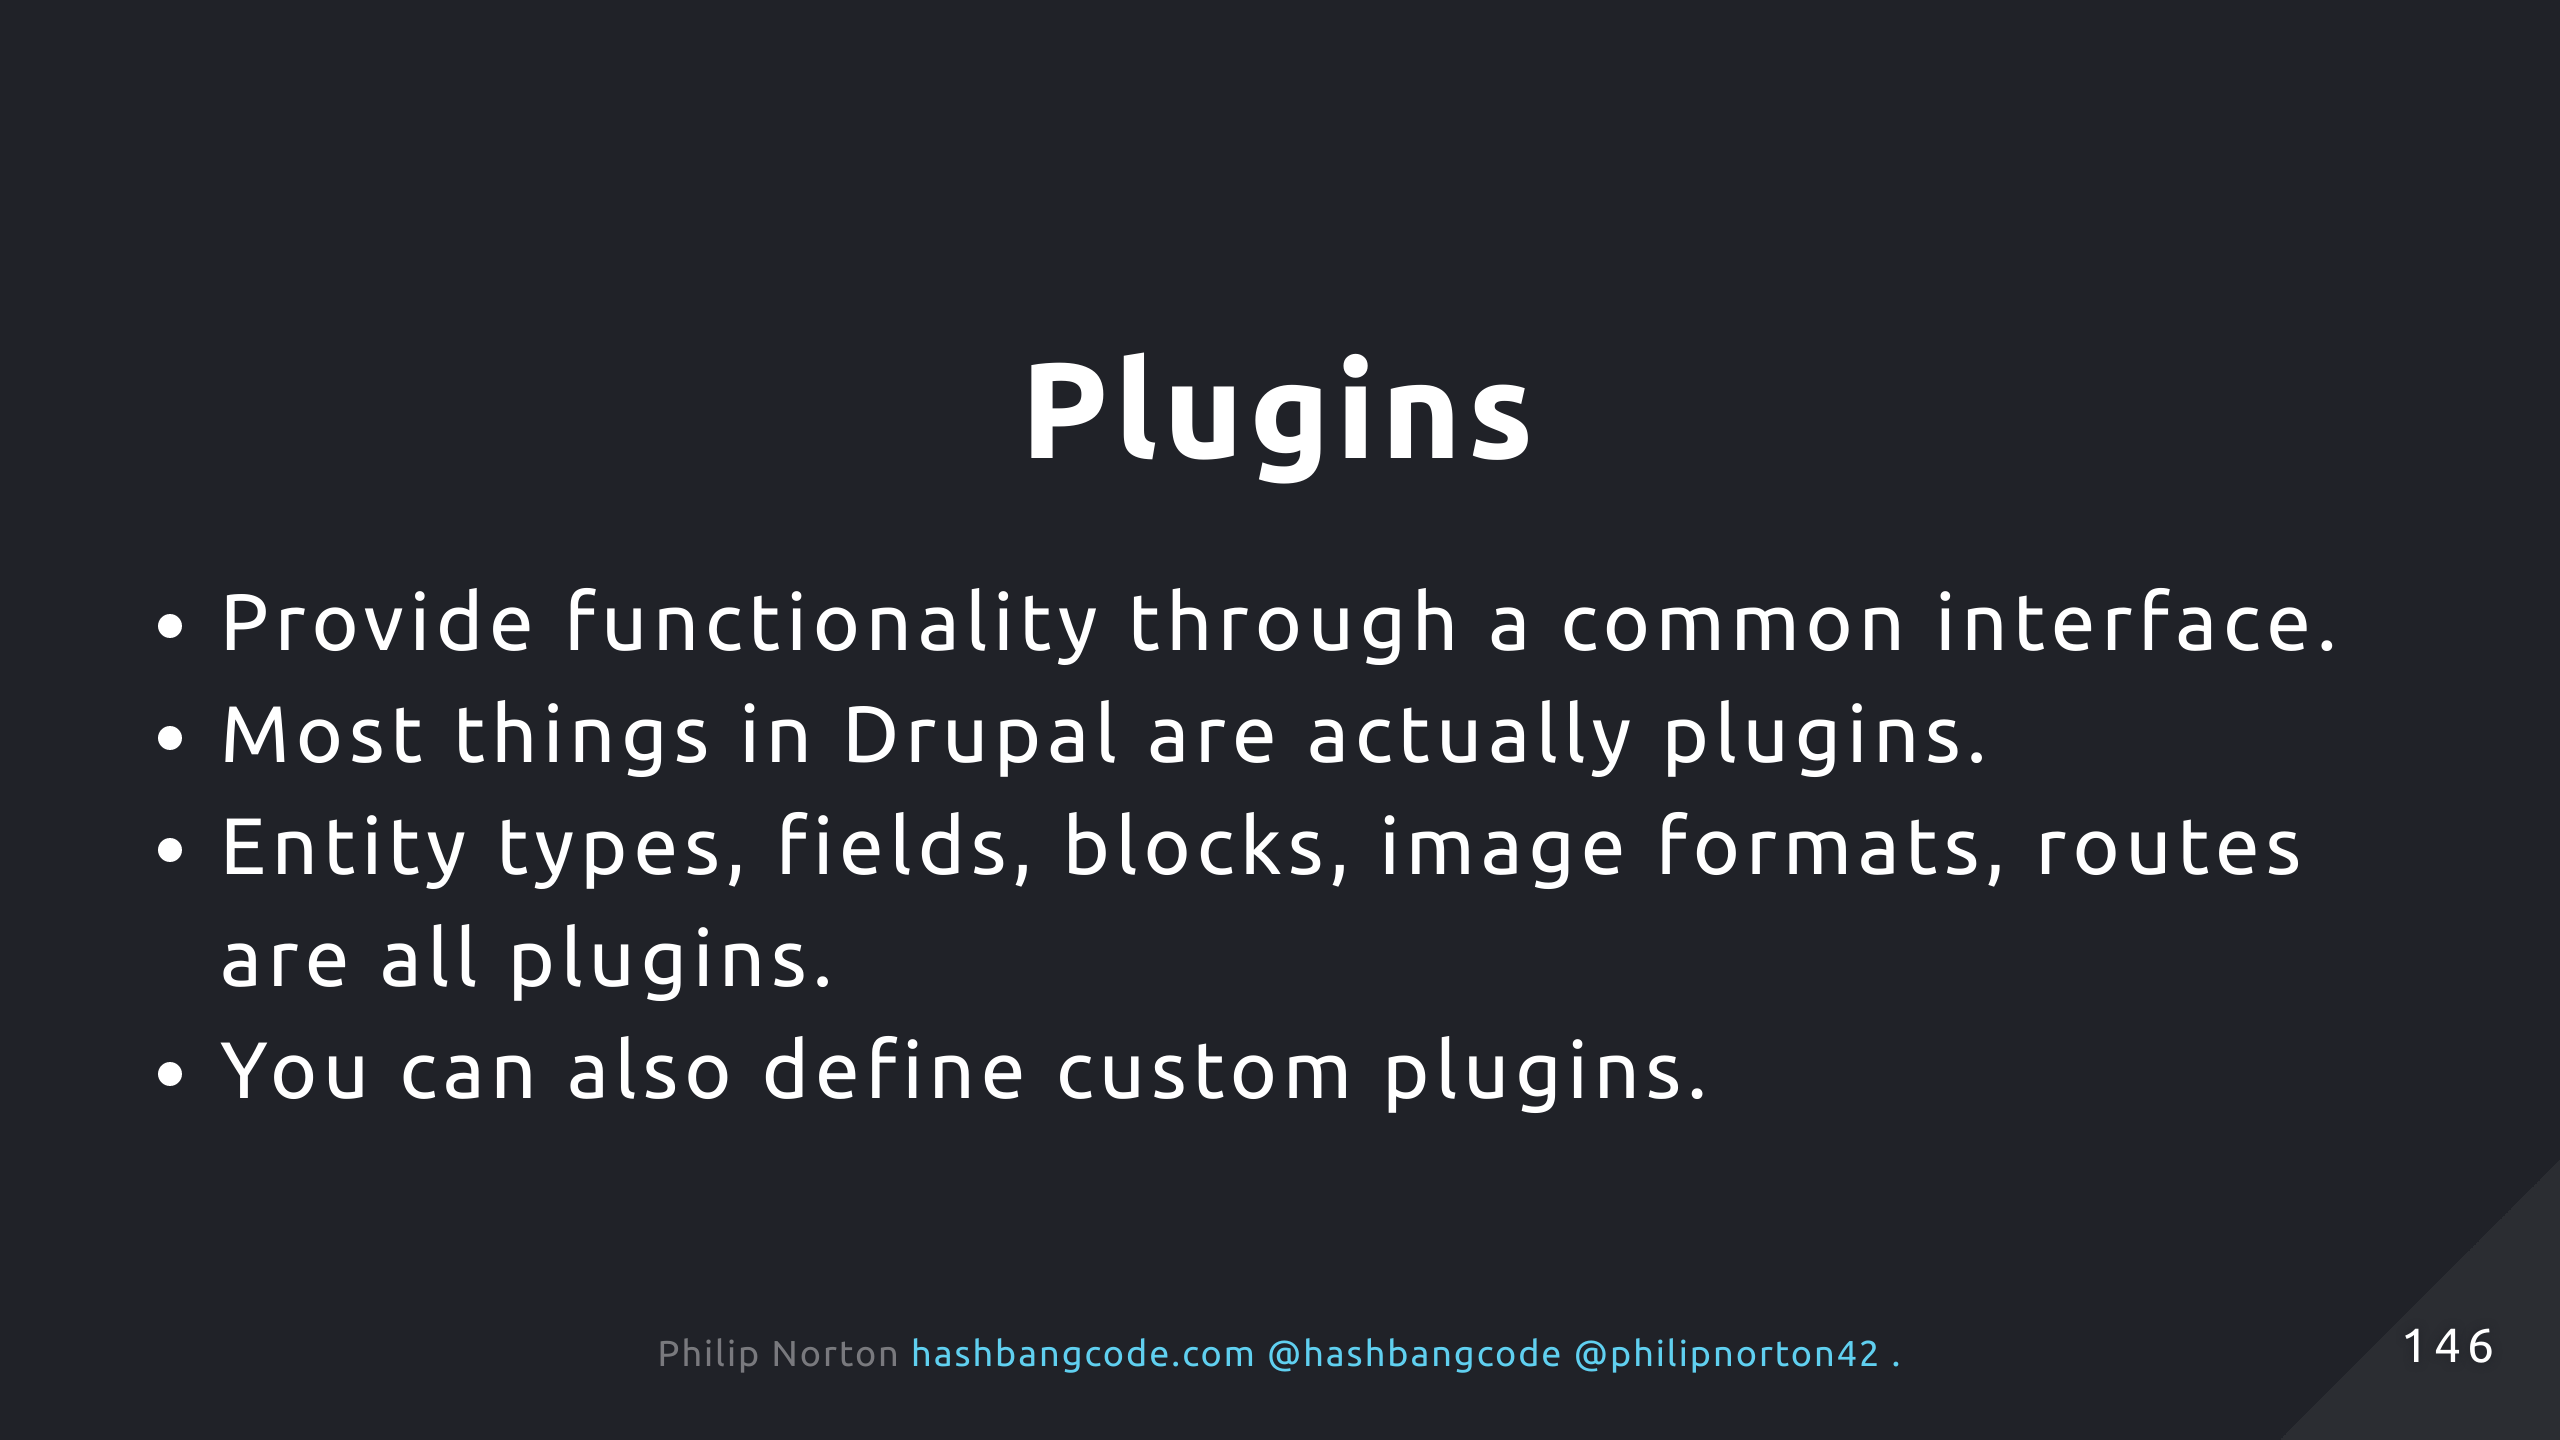 Plugins
• Provide functionality through a common interface.
• Most things in Drupal are actually plugins.
• Entity types, fields, blocks, image formats, routes
are all plugins.
• You can also define custom plugins.
Philip Norton hashbangcode.com @hashbangcode @philipnorton42 .
146